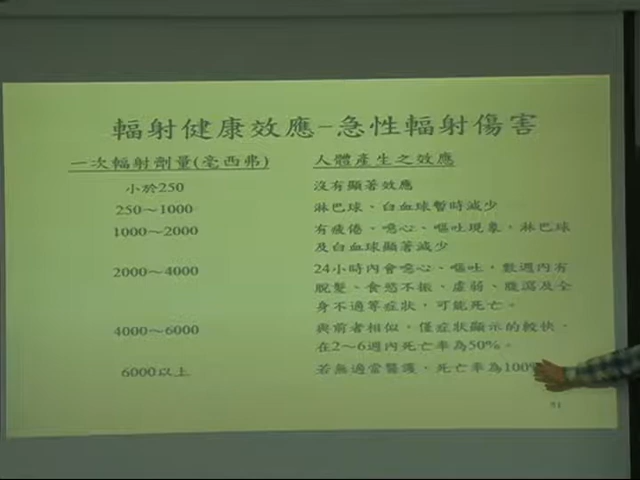 輻射健康效應-急性輻射傷害
一次輻射劑量(毫西弗) 人體產生之效應
小於250 沒有顯著效應
250～1000 淋巴球、白血球暫時減少
1000～2000 有疲倦、噁心、嘔吐現象,淋巴球
及白血球顯著減少
2000～4000 24小時內會噁心、嘔吐,數週內有
脫髮、食慾不振、虛弱、腹瀉及全
身不適等症狀,可能死亡。
4000～6000 與前者相似,僅症狀顯示的較快,
在2～6週內死亡率為50%。
6000以上 若無適當醫護,死亡率為100%